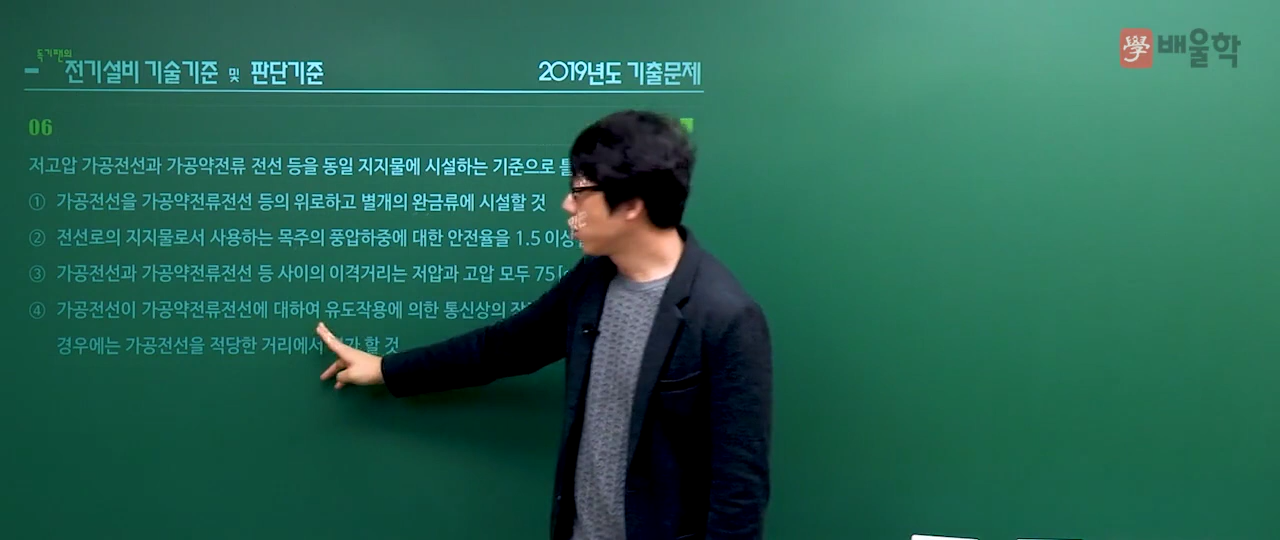 學 배울학
독기팬의
전기설비 기술기준 및 판단기준 2019년도 기출문제
06
저고압 가공전선과 가공약전류 전선 등을 동일 지지물에 시설하는 기준으로 틀
① 가공전선을 가공약전류전선 등의 위로하고 별개의 완금류에 시설할 것
② 전선로의 지지물로서 사용하는 목주의 풍압하중에 대한 안전율을 1.5 이상
③ 가공전선과 가공약전류전선 등 사이의 이격거리는 저압과 고압 모두 75
④ 가공전선이 가공약전류전선에 대하여 유도작용에 의한 통신상의
경우에는 가공전선을 적당한 거리에서 할 것